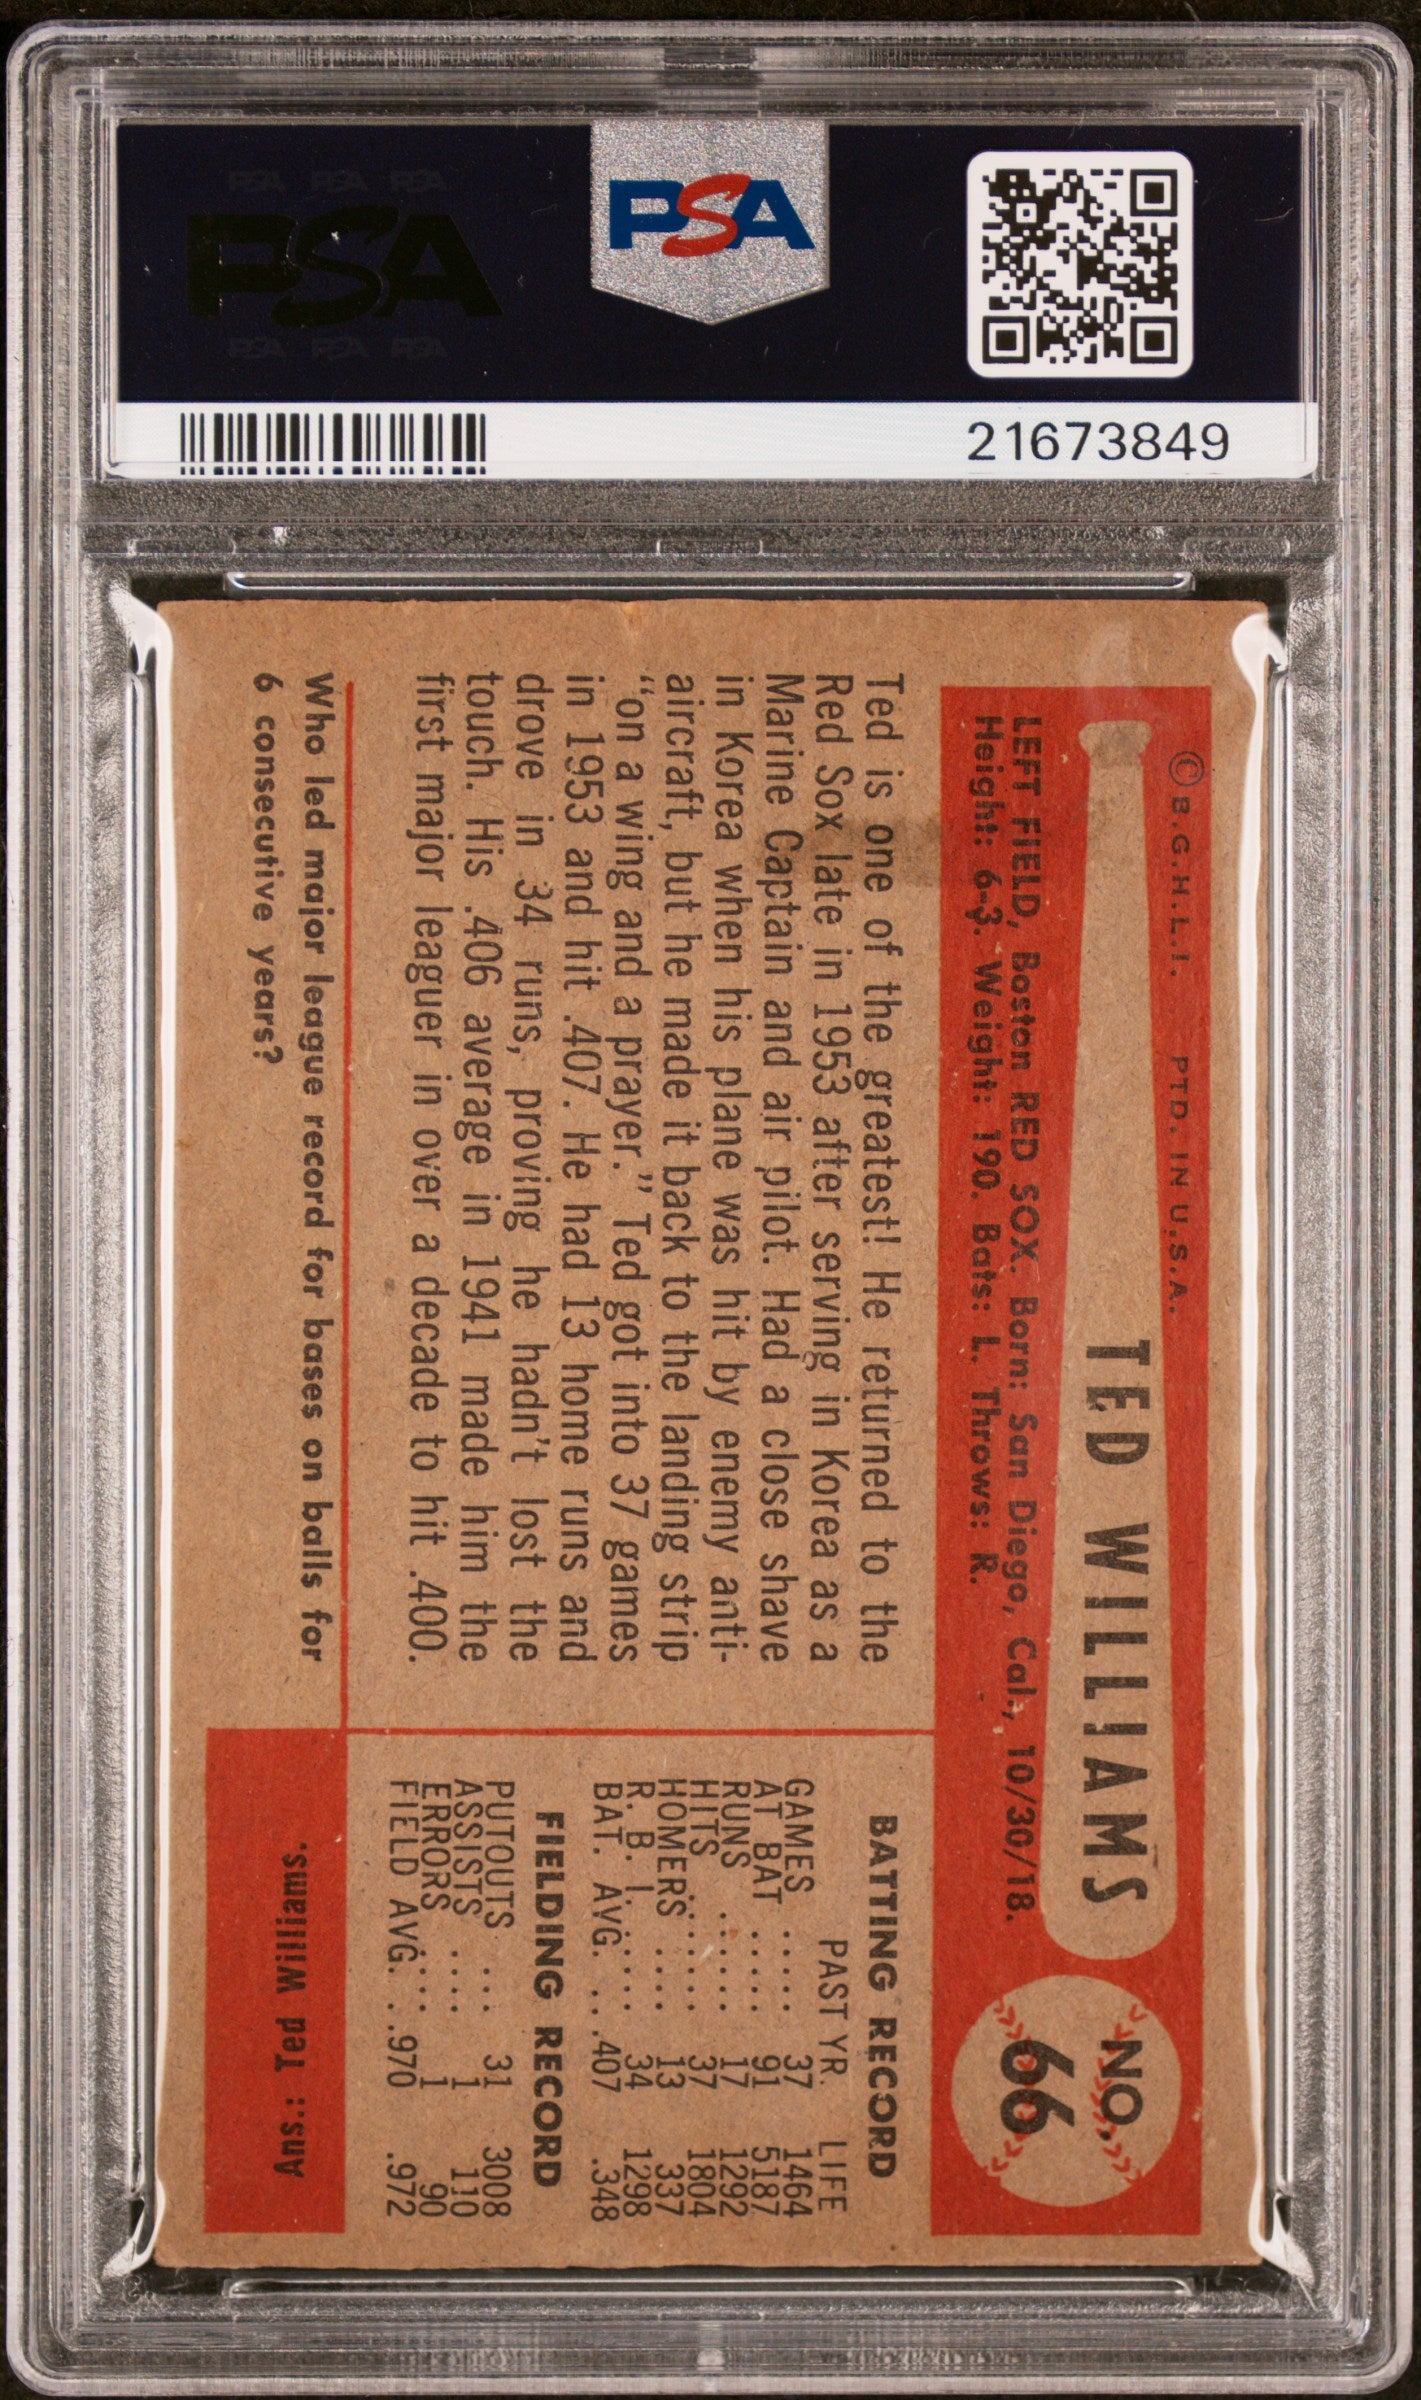 PSA PSA PSA
PSA
PSA PSA PSA
PSA
21673849
© B.G.H.L.I. PTD. IN U.S.A.
TED WILLIAMS
NO. 66
LEFT FIELD, Boston RED SOX. Born: San Diego, Cal., 10/30/18.
Height: 6-3. Weight: 190. Bats: L. Throws: R.
Ted is one of the greatest! He returned to the
Red Sox late in 1953 after serving in Korea as a
Marine Captain and air pilot. Had a close shave
in Korea when his plane was hit by enemy anti-
aircraft, but he made it back to the landing strip
“on a wing and a prayer.” Ted got into 37 games
in 1953 and hit .407. He had 13 home runs and
drove in 34 runs, proving he hadn't lost the
touch. His .406 average in 1941 made him the
first major leaguer in over a decade to hit .400.
BATTING RECORD
PAST YR. LIFE
GAMES .... 37 1464
AT BAT ..... 91 5187
RUNS ...... 17 1292
HITS ...... 37 1804
HOMERS .... 13 337
R. B. I. .... 34 1298
BAT. AVG. .. .407 .348
FIELDING RECORD
PUTOUTS ... 31 3008
ASSISTS .... 1 110
ERRORS .... 1 90
FIELD AVG. . .970 .972
Who led major league record for bases on balls for
6 consecutive years?
Ans.: Ted Williams.